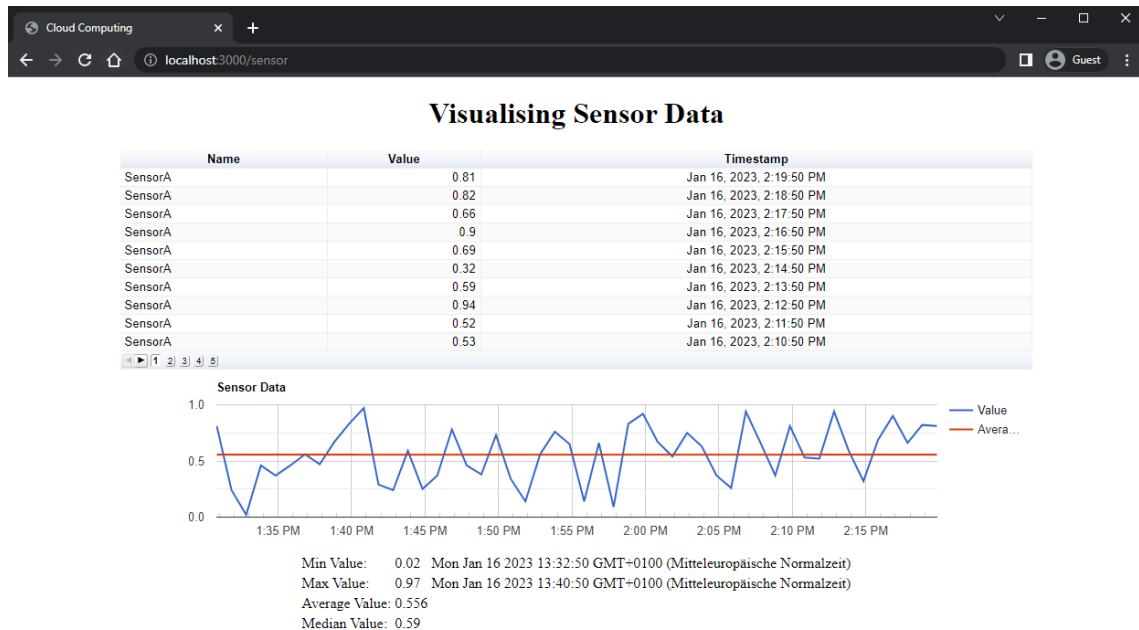 Cloud Computing
localhost:3000/sensor
Guest
Visualising Sensor Data
Name Value Timestamp
SensorA 0.81 Jan 16, 2023, 2:19:50 PM
SensorA 0.82 Jan 16, 2023, 2:18:50 PM
SensorA 0.66 Jan 16, 2023, 2:17:50 PM
SensorA 0.9 Jan 16, 2023, 2:16:50 PM
SensorA 0.69 Jan 16, 2023, 2:15:50 PM
SensorA 0.32 Jan 16, 2023, 2:14:50 PM
SensorA 0.59 Jan 16, 2023, 2:13:50 PM
SensorA 0.94 Jan 16, 2023, 2:12:50 PM
SensorA 0.52 Jan 16, 2023, 2:11:50 PM
SensorA 0.53 Jan 16, 2023, 2:10:50 PM
1 2 3 4 5
Sensor Data
1.0
0.5
0.0
Value
Avera...
1:35 PM 1:40 PM 1:45 PM 1:50 PM 1:55 PM 2:00 PM 2:05 PM 2:10 PM 2:15 PM
Min Value: 0.02 Mon Jan 16 2023 13:32:50 GMT+0100 (Mitteleuropäische Normalzeit)
Max Value: 0.97 Mon Jan 16 2023 13:40:50 GMT+0100 (Mitteleuropäische Normalzeit)
Average Value: 0.556
Median Value: 0.59